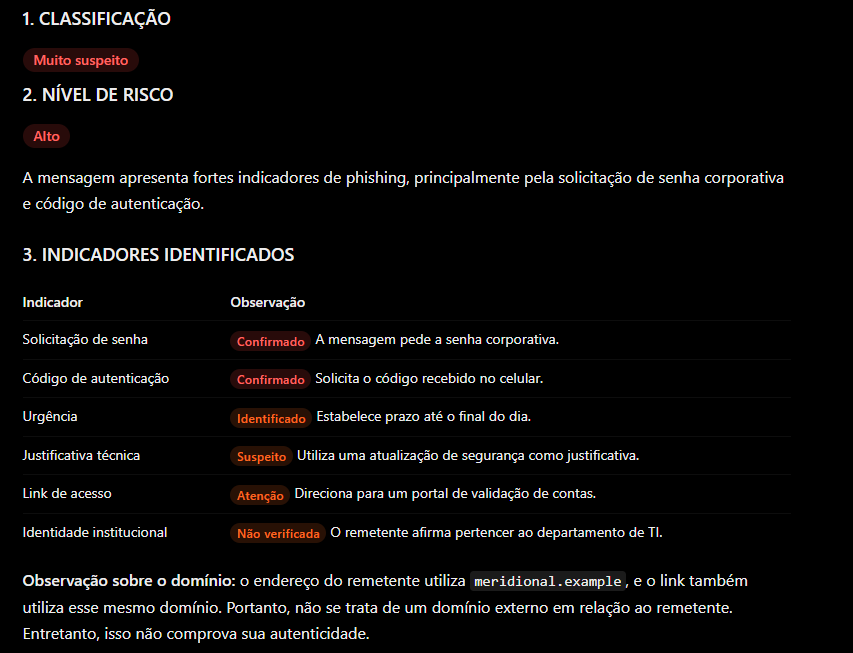 1. CLASSIFICAÇÃO
Muito suspeito
2. NÍVEL DE RISCO
Alto
A mensagem apresenta fortes indicadores de phishing, principalmente pela solicitação de senha corporativa
e código de autenticação.
3. INDICADORES IDENTIFICADOS
Indicador Observação
Solicitação de senha Confirmado A mensagem pede a senha corporativa.
Código de autenticação Confirmado Solicita o código recebido no celular.
Urgência Identificado Estabelece prazo até o final do dia.
Justificativa técnica Suspeito Utiliza uma atualização de segurança como justificativa.
Link de acesso Atenção Direciona para um portal de validação de contas.
Identidade institucional Não verificada O remetente afirma pertencer ao departamento de TI.
Observação sobre o domínio: o endereço do remetente utiliza meridional.example, e o link também
utiliza esse mesmo domínio. Portanto, não se trata de um domínio externo em relação ao remetente.
Entretanto, isso não comprova sua autenticidade.